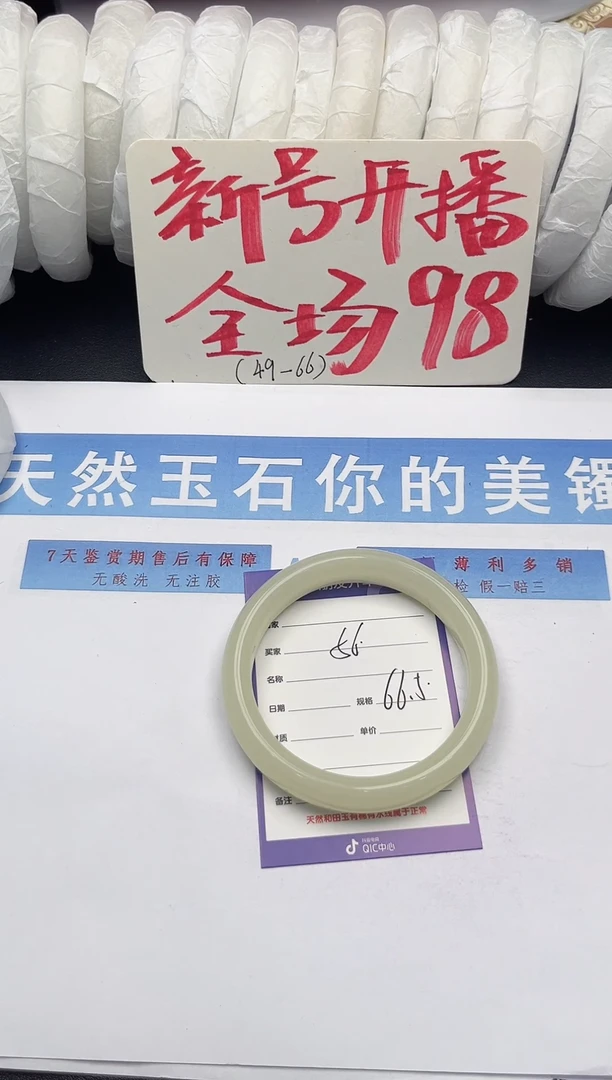 新号开播
全场98
(49-66)
天然玉石你的美镯
7天鉴赏期售后有保障
无酸洗 无注胶
薄利多销
检 假一赔三
家
买家
名称
日期
规格 66.5
质
单价
备注
天然和田玉有棉有水线属于正常
抖音电商
QIC中心